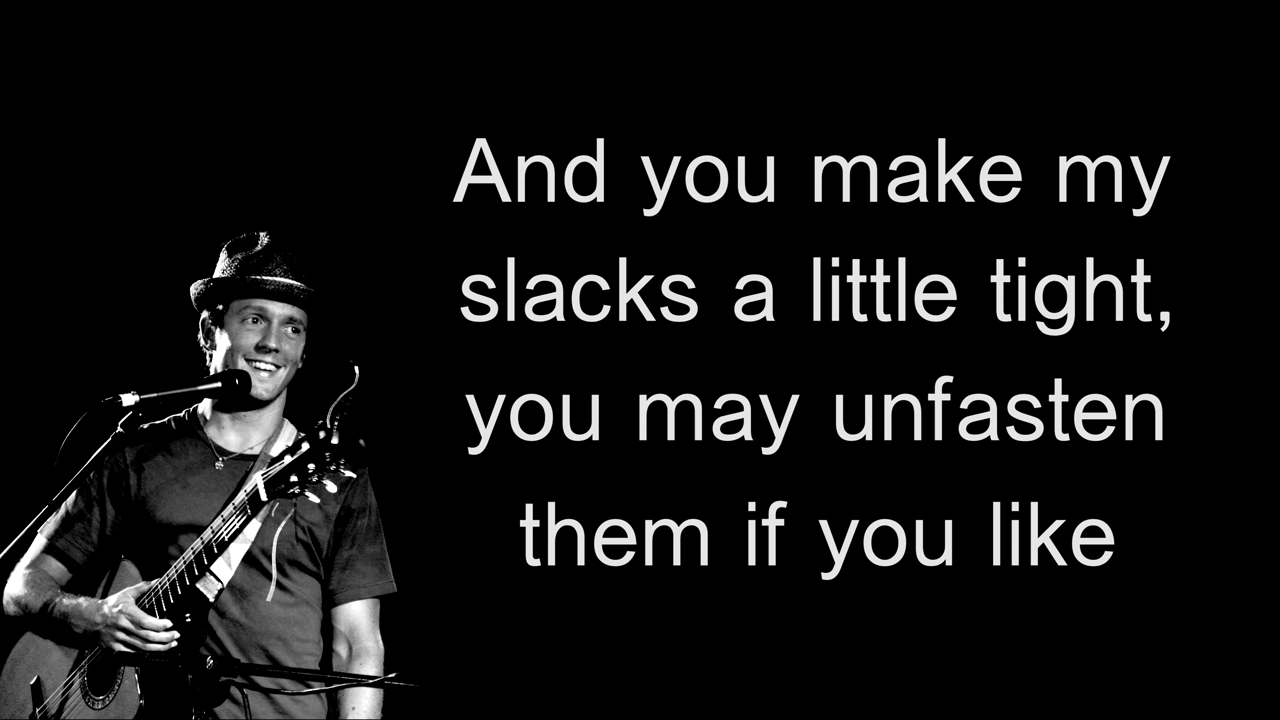 And you make my
slacks a little tight,
you may unfasten
them if you like